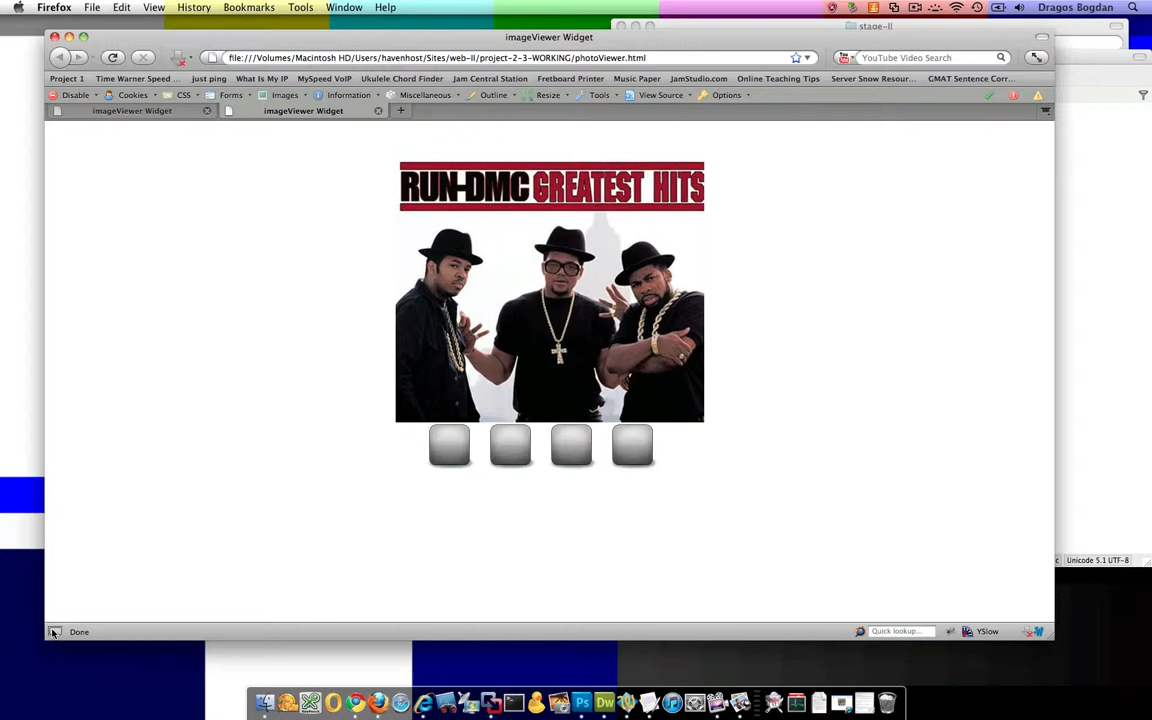 Firefox File Edit View History Bookmarks Tools Window Help Dragos Bogdan
stage-II
imageViewer Widget
file:///Volumes/Macintosh HD/Users/havenhost/Sites/web-II/project-2-3-WORKING/photoViewer.html YouTube Video Search
Project 1 Time Warner Speed ... just ping What Is My IP MySpeed VoIP Ukulele Chord Finder Jam Central Station Fretboard Printer Music Paper JamStudio.com Online Teaching Tips Server Snow Resour... GMAT Sentence Corr...
Disable Cookies CSS Forms Images Information Miscellaneous Outline Resize Tools View Source Options
imageViewer Widget imageViewer Widget
RUN-DMC GREATEST HITS
Unicode 5.1 UTF-8
Done Quick lookup... YSlow
Ps Dw